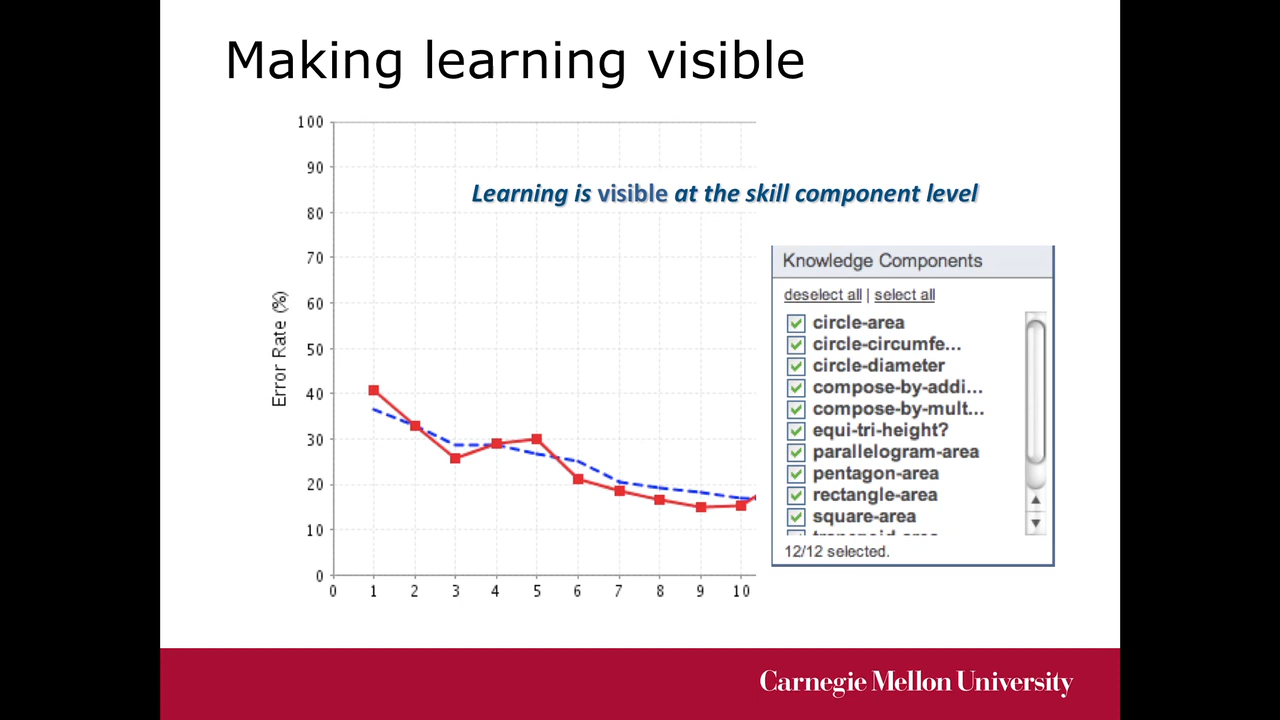 Making learning visible
100
90
Learning is visible at the skill component level
80
70
60
50
40
30
20
10
0
Error Rate (%)
0 1 2 3 4 5 6 7 8 9 10
Knowledge Components
deselect all | select all
circle-area
circle-circumfe...
circle-diameter
compose-by-addi...
compose-by-mult...
equi-tri-height?
parallelogram-area
pentagon-area
rectangle-area
square-area
12/12 selected.
Carnegie Mellon University